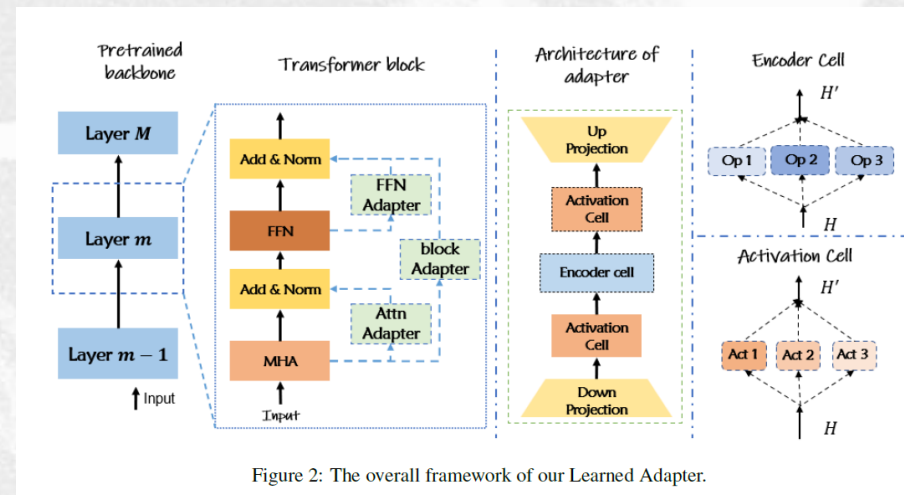 Pretrained
backbone
Layer M
Layer m
Layer m − 1
Input
Transformer block
Add & Norm
FFN
Adapter
FFN
block
Adapter
Add & Norm
Attn
Adapter
MHA
Input
Architecture of
adapter
Up
Projection
Activation
Cell
Encoder cell
Activation
Cell
Down
Projection
Encoder Cell
H′
Op 1
Op 2
Op 3
H
Activation Cell
H′
Act 1
Act 2
Act 3
H
Figure 2: The overall framework of our Learned Adapter.